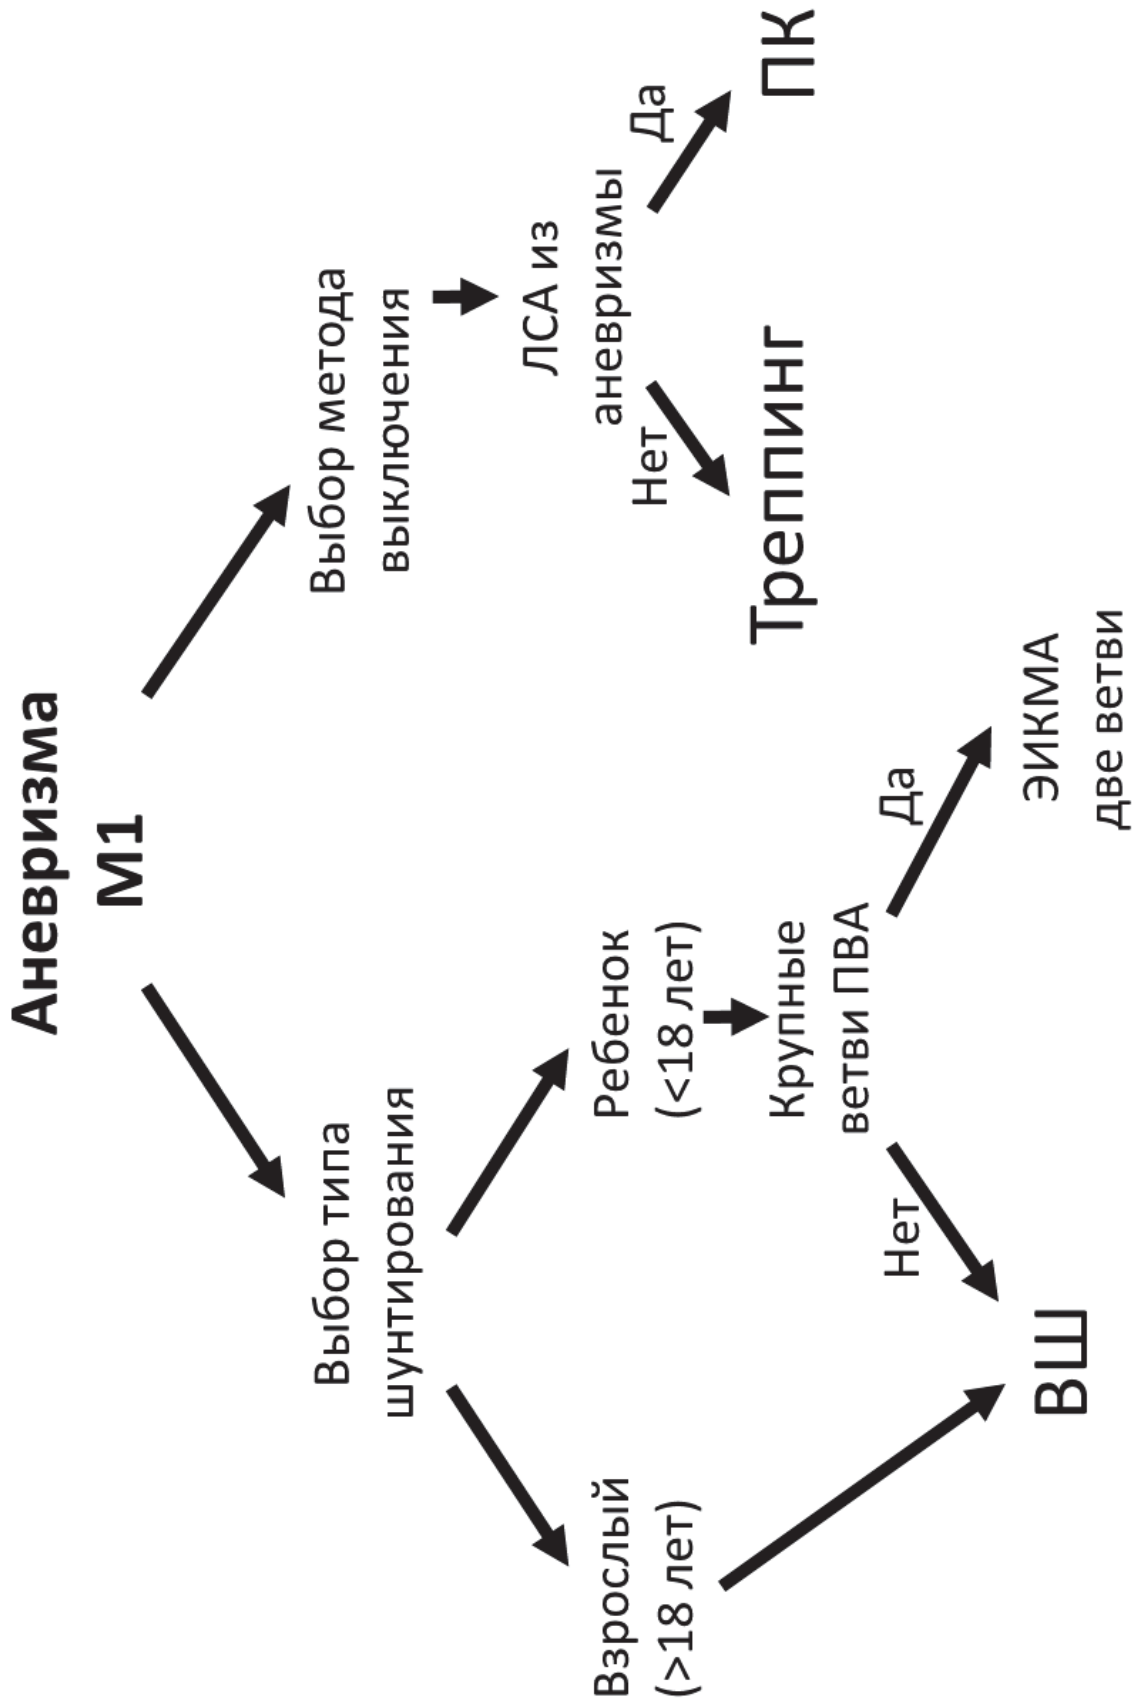 Аневризма
М1
Выбор типа
шунтирования
Выбор метода
выключения
Взрослый
(>18 лет)
Ребенок
(<18 лет)
ЛСА из
аневризмы
Крупные
ветви ПВА
Нет
Да
Треппинг
ПК
Нет
Да
ВШ
ЭИКМА
две ветви